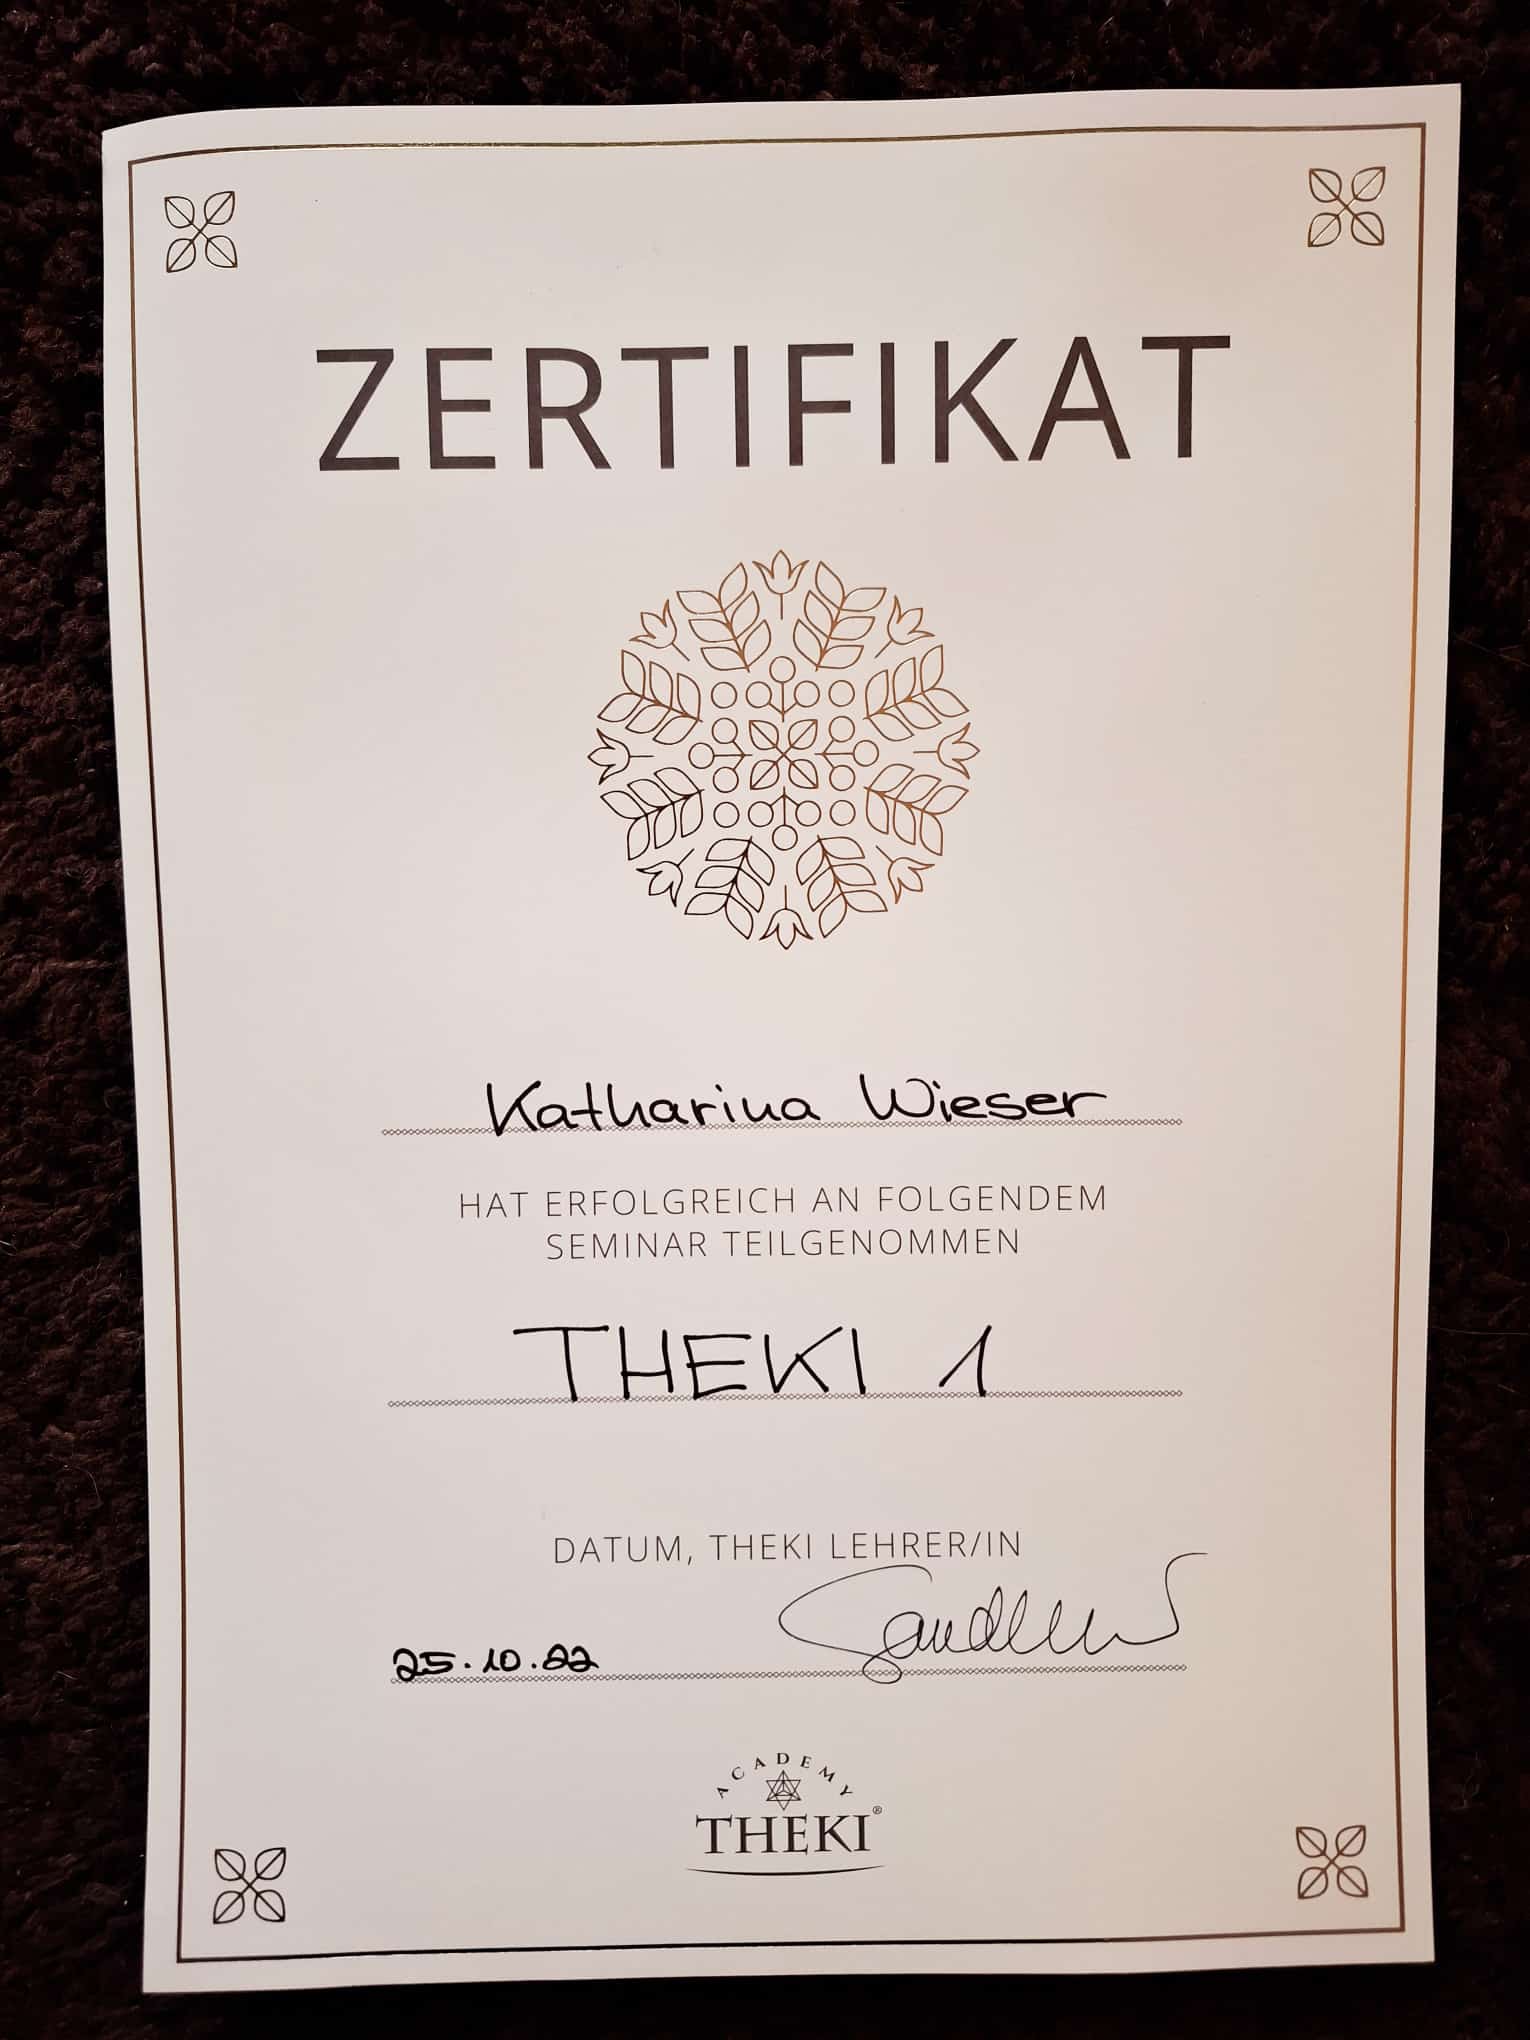 ZERTIFIKAT
Katharina Wieser
HAT ERFOLGREICH AN FOLGENDEM
SEMINAR TEILGENOMMEN
THEKI 1
DATUM, THEKI LEHRER/IN
25.10.22
ACADEMY
THEKI®